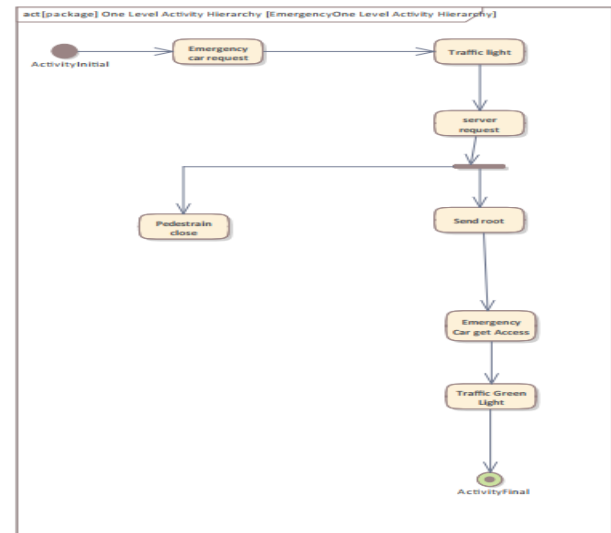 act[package] One Level Activity Hierarchy [EmergencyOne Level Activity Hierarchy]
Emergency
car request
Traffic light
ActivityInitial
server
request
Pedestrain
close
Send root
Emergency
Car get Access
Traffic Green
Light
ActivityFinal